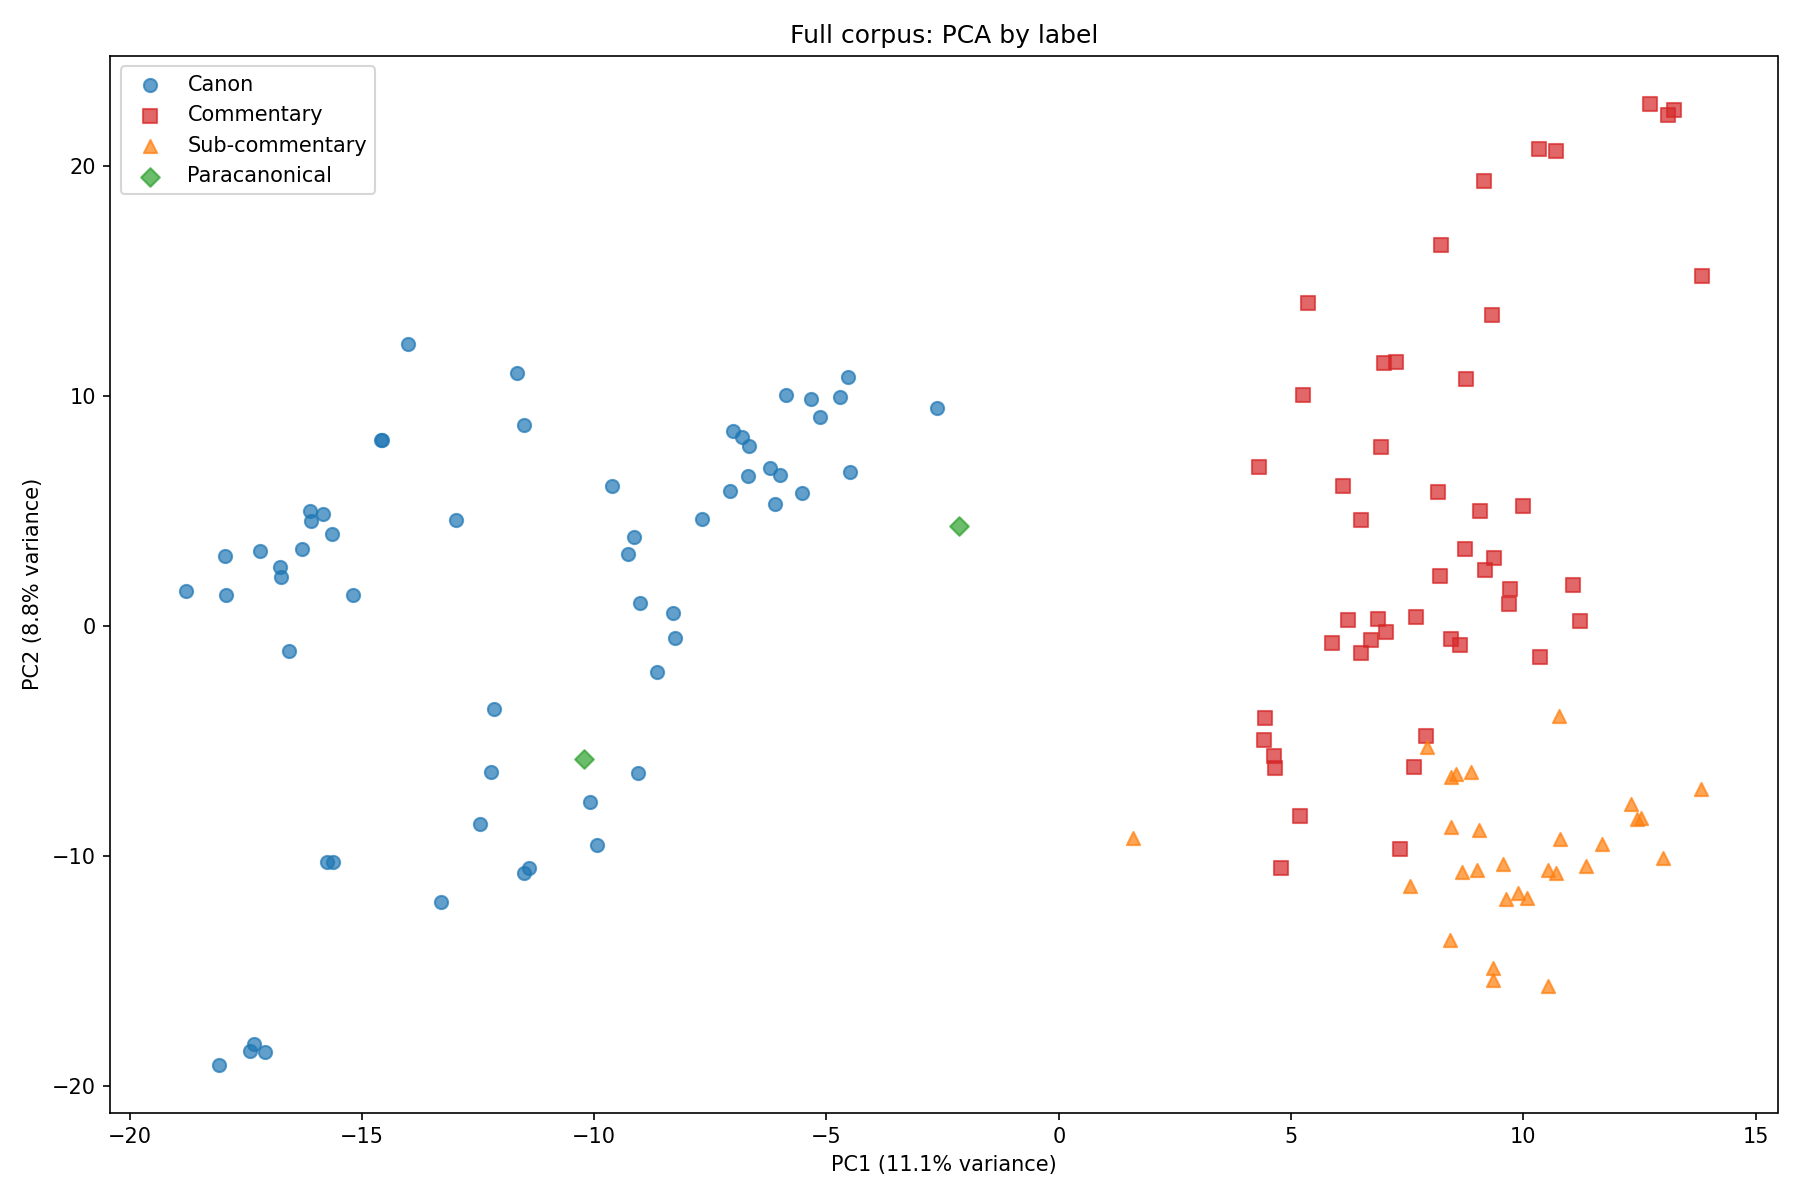 Full corpus: PCA by label
Canon
Commentary
Sub-commentary
Paracanonical
PC2 (8.8% variance)
20
10
0
−10
−20
−20
−15
−10
−5
0
5
10
15
PC1 (11.1% variance)